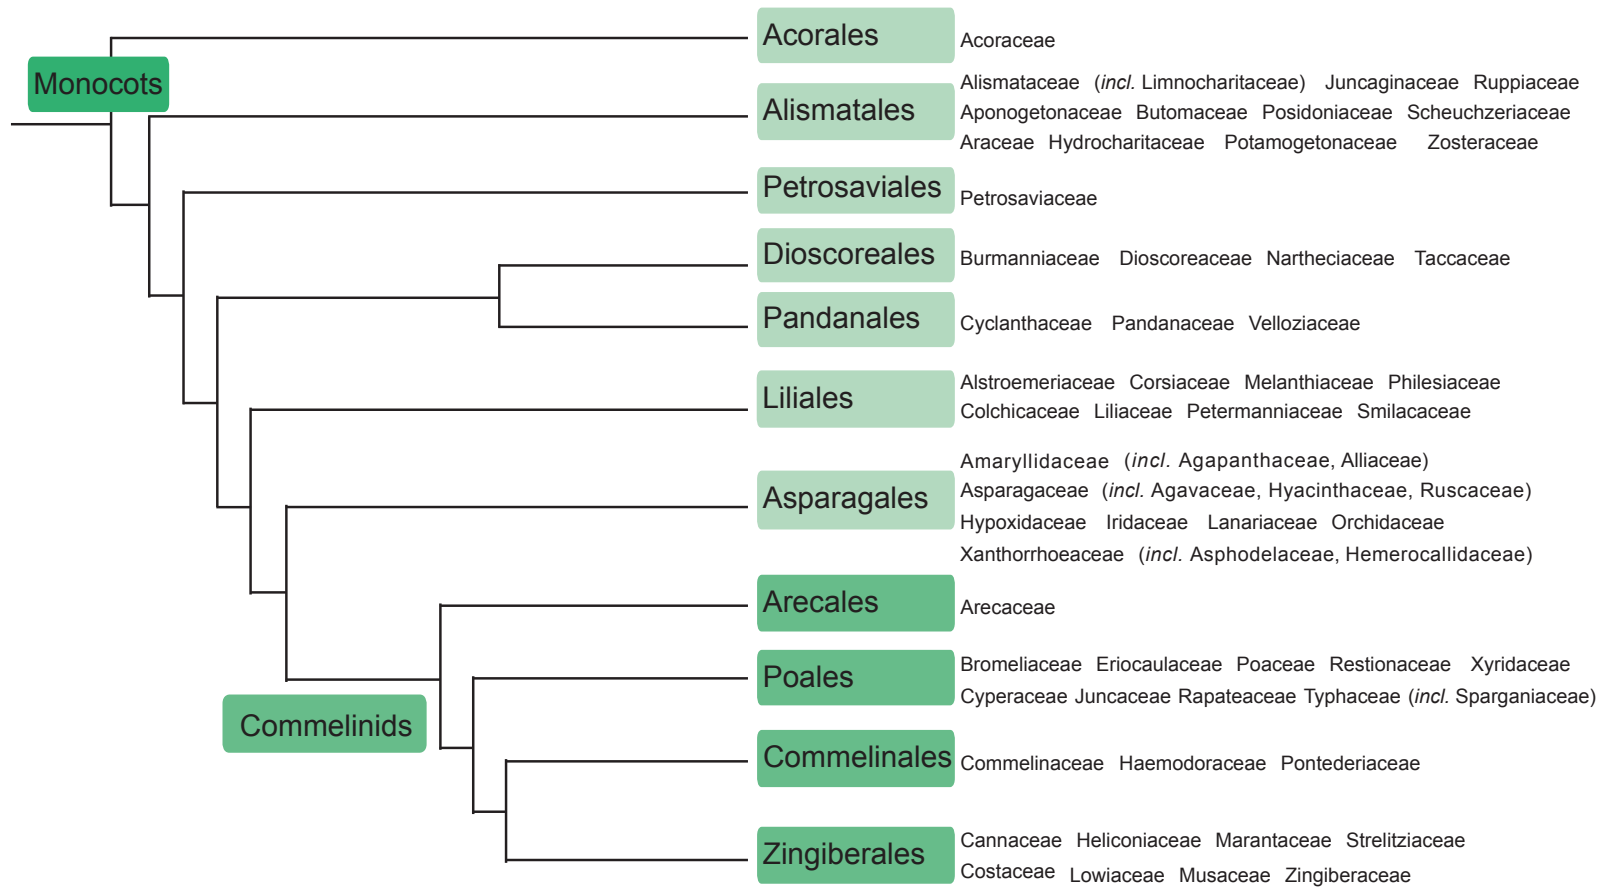 Monocots
Acorales
Acoraceae
Alismatales
Alismataceae (incl. Limnocharitaceae) Juncaginaceae Ruppiaceae
Aponogetonaceae Butomaceae Posidoniaceae Scheuchzeriaceae
Araceae Hydrocharitaceae Potamogetonaceae Zosteraceae
Petrosaviales
Petrosaviaceae
Dioscoreales
Burmanniaceae Dioscoreaceae Nartheciaceae Taccaceae
Pandanales
Cyclanthaceae Pandanaceae Velloziaceae
Liliales
Alstroemeriaceae Corsiaceae Melanthiaceae Philesiaceae
Colchicaceae Liliaceae Petermanniaceae Smilacaceae
Asparagales
Amaryllidaceae (incl. Agapanthaceae, Alliaceae)
Asparagaceae (incl. Agavaceae, Hyacinthaceae, Ruscaceae)
Hypoxidaceae Iridaceae Lanariaceae Orchidaceae
Xanthorrhoeaceae (incl. Asphodelaceae, Hemerocallidaceae)
Commelinids
Arecales
Arecaceae
Poales
Bromeliaceae Eriocaulaceae Poaceae Restionaceae Xyridaceae
Cyperaceae Juncaceae Rapateaceae Typhaceae (incl. Sparganiaceae)
Commelinales
Commelinaceae Haemodoraceae Pontederiaceae
Zingiberales
Cannaceae Heliconiaceae Marantaceae Strelitziaceae
Costaceae Lowiaceae Musaceae Zingiberaceae